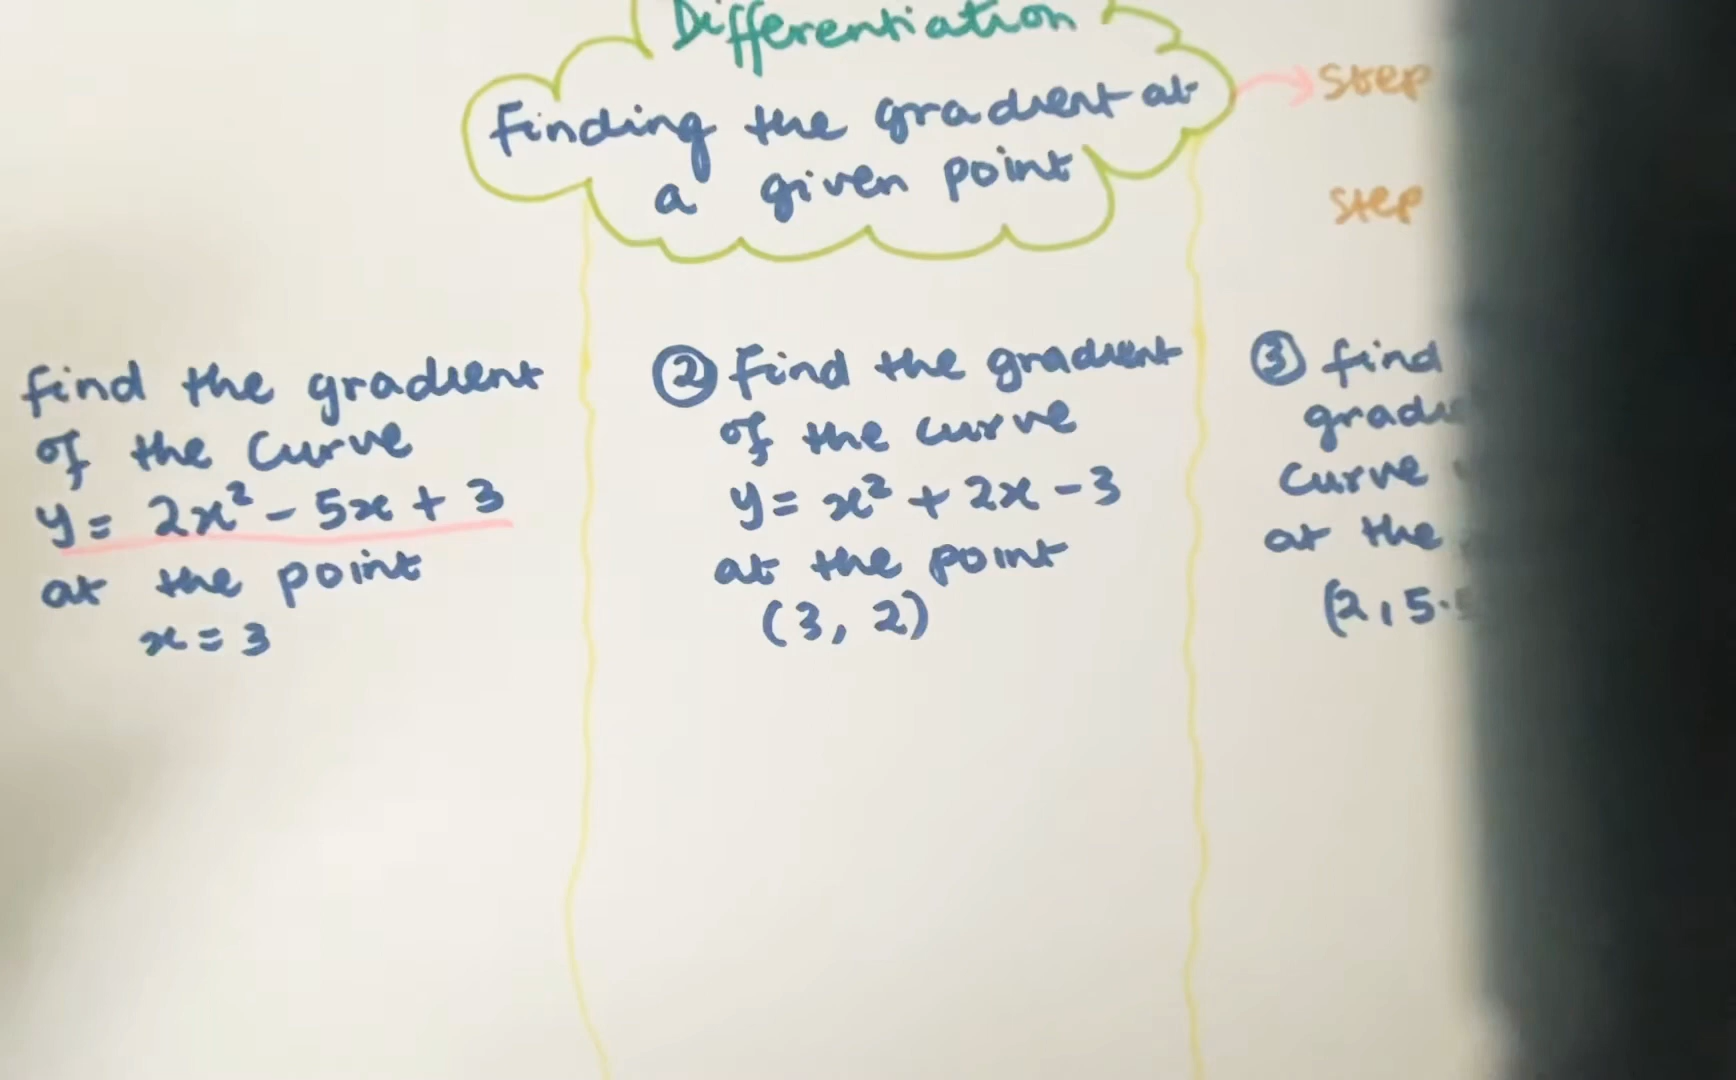 Differentiation
Finding the gradient at
a given point
step
step
find the gradient
of the curve
y = 2x² - 5x + 3
at the point
x = 3
② Find the gradient
of the curve
y = x² + 2x - 3
at the point
(3, 2)
③ find
curve
at the
(2, 5.